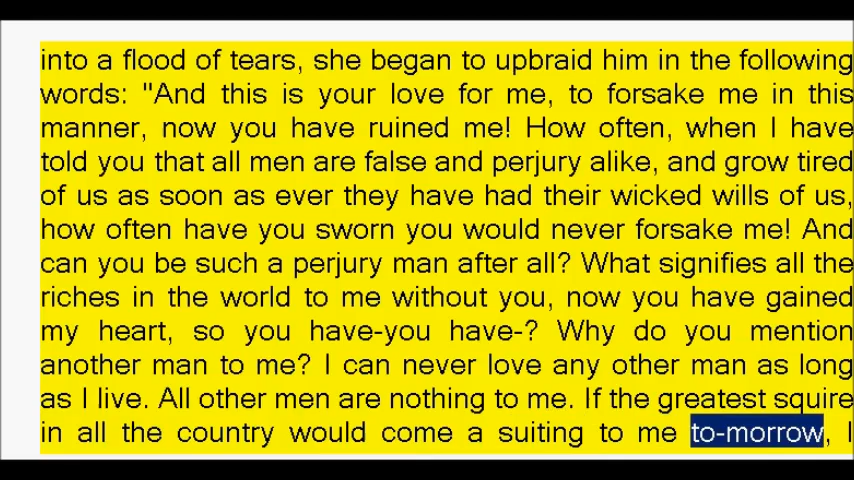 into a flood of tears, she began to upbraid him in the following
words: "And this is your love for me, to forsake me in this
manner, now you have ruined me! How often, when I have
told you that all men are false and perjury alike, and grow tired
of us as soon as ever they have had their wicked wills of us,
how often have you sworn you would never forsake me! And
can you be such a perjury man after all? What signifies all the
riches in the world to me without you, now you have gained
my heart, so you have-you have-? Why do you mention
another man to me? I can never love any other man as long
as I live. All other men are nothing to me. If the greatest squire
in all the country would come a suiting to me to-morrow, I